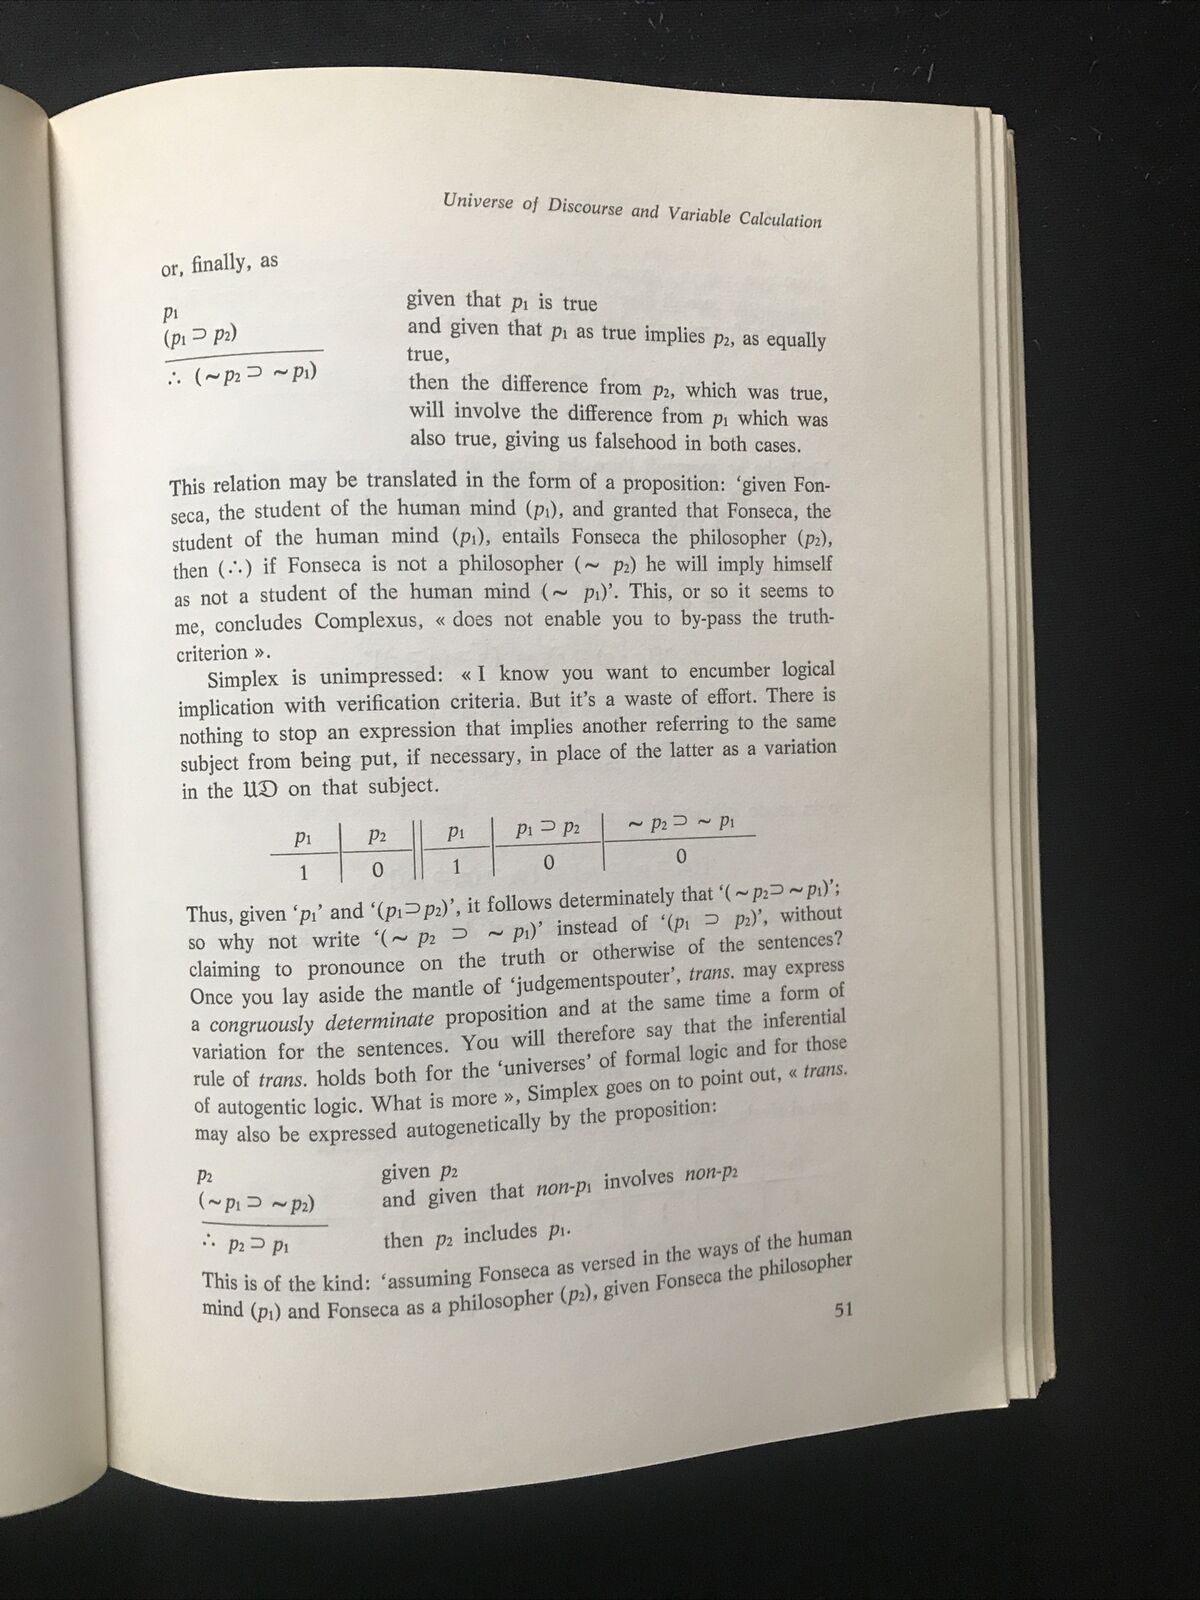 Universe of Discourse and Variable Calculation
or, finally, as
p1
(p1 ⊃ p2)
∴ (∼p2 ⊃ ∼p1)
given that p1 is true
and given that p1 as true implies p2, as equally
true,
then the difference from p2, which was true,
will involve the difference from p1 which was
also true, giving us falsehood in both cases.
This relation may be translated in the form of a proposition: ‘given Fon-
seca, the student of the human mind (p1), and granted that Fonseca, the
student of the human mind (p1), entails Fonseca the philosopher (p2),
then (∴) if Fonseca is not a philosopher (∼ p2) he will imply himself
as not a student of the human mind (∼ p1)’. This, or so it seems to
me, concludes Complexus, « does not enable you to by-pass the truth-
criterion ».
Simplex is unimpressed: « I know you want to encumber logical
implication with verification criteria. But it’s a waste of effort. There is
nothing to stop an expression that implies another referring to the same
subject from being put, if necessary, in place of the latter as a variation
in the 𝔘𝔇 on that subject.
p1 p2 p1 p1 ⊃ p2 ∼ p2 ⊃ ∼ p1
1 0 1 0 0
Thus, given ‘p1’ and ‘(p1⊃p2)’, it follows determinately that ‘(∼p2⊃∼p1)’;
so why not write ‘(∼ p2 ⊃ ∼ p1)’ instead of ‘(p1 ⊃ p2)’, without
claiming to pronounce on the truth or otherwise of the sentences?
Once you lay aside the mantle of ‘judgementspouter’, trans. may express
a congruously determinate proposition and at the same time a form of
variation for the sentences. You will therefore say that the inferential
rule of trans. holds both for the ‘universes’ of formal logic and for those
of autogentic logic. What is more », Simplex goes on to point out, « trans.
may also be expressed autogenetically by the proposition:
p2
(∼p1 ⊃ ∼p2)
∴ p2 ⊃ p1
given p2
and given that non-p1 involves non-p2
then p2 includes p1.
This is of the kind: ‘assuming Fonseca as versed in the ways of the human
mind (p1) and Fonseca as a philosopher (p2), given Fonseca the philosopher
51